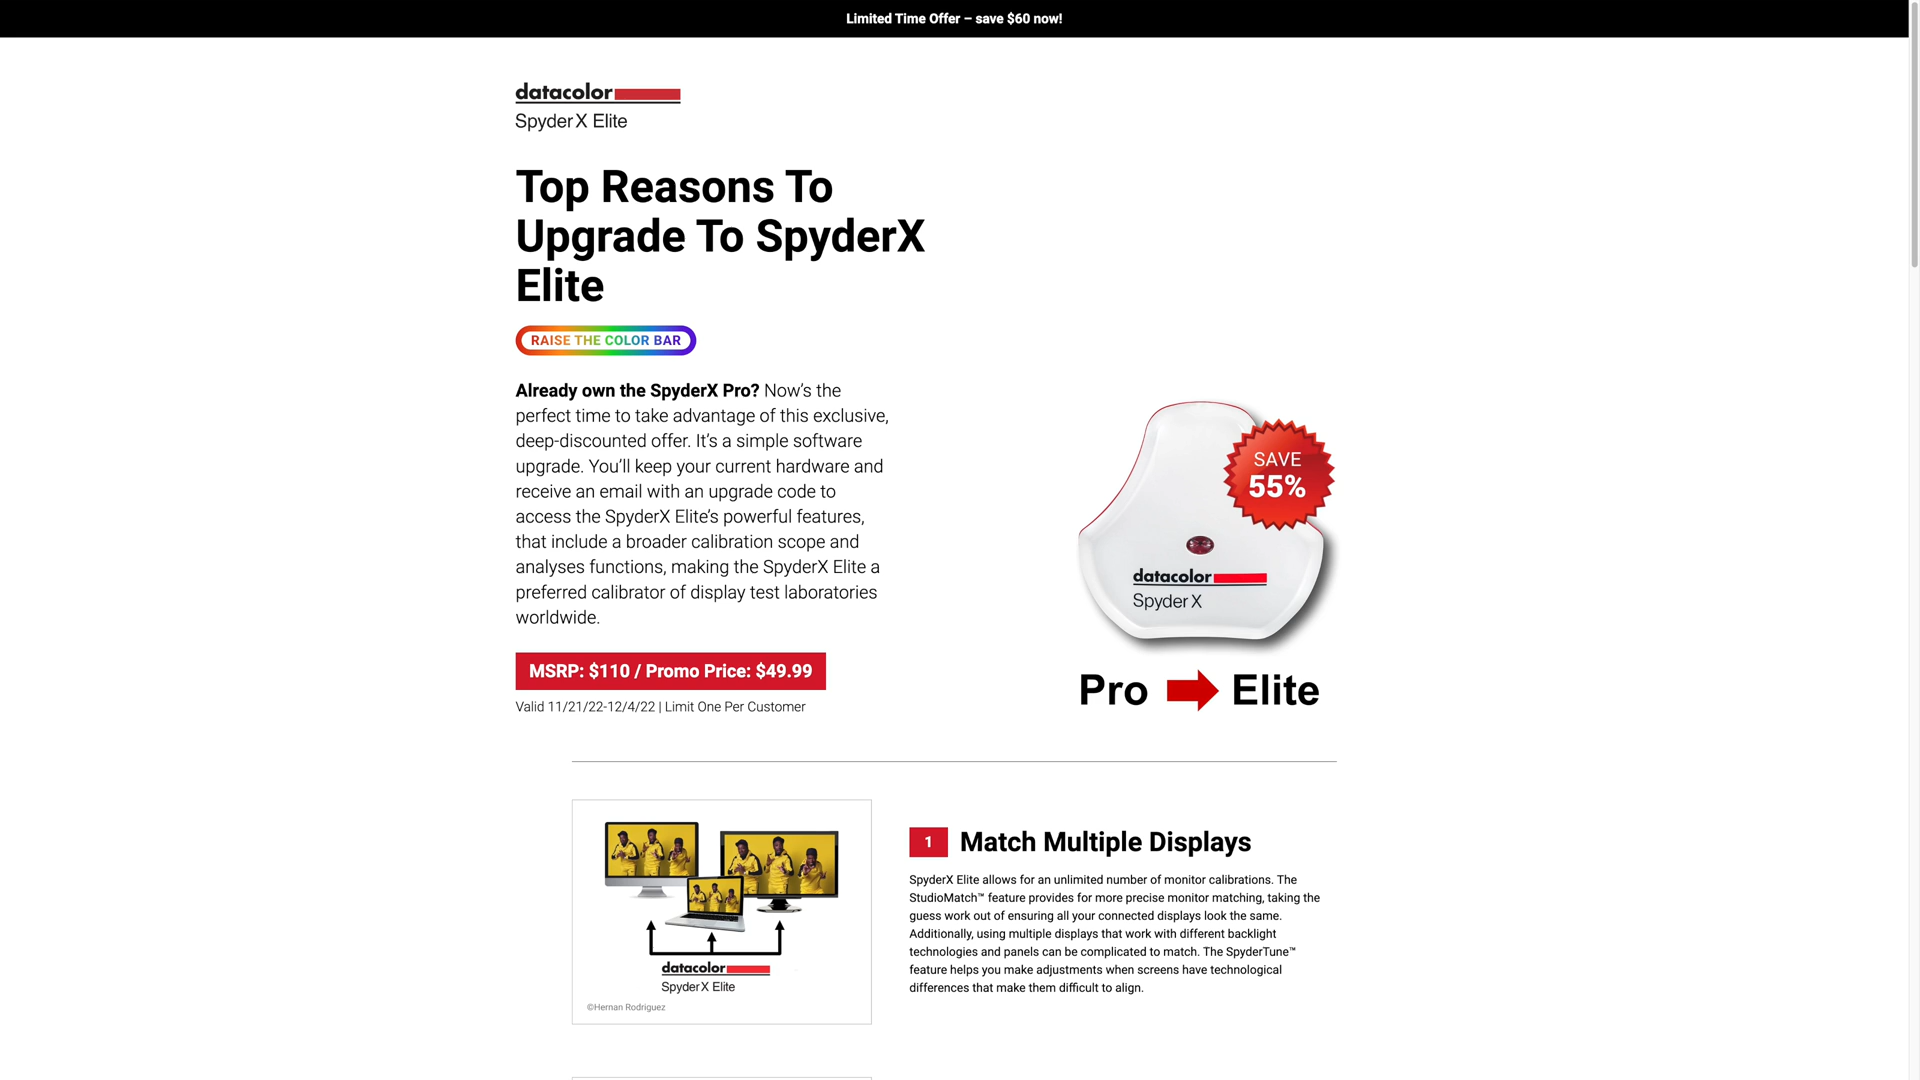 Limited Time Offer – save $60 now!
datacolor
Spyder X Elite
Top Reasons To
Upgrade To SpyderX
Elite
RAISE THE COLOR BAR
Already own the SpyderX Pro? Now’s the
perfect time to take advantage of this exclusive,
deep-discounted offer. It’s a simple software
upgrade. You’ll keep your current hardware and
receive an email with an upgrade code to
access the SpyderX Elite’s powerful features,
that include a broader calibration scope and
analyses functions, making the SpyderX Elite a
preferred calibrator of display test laboratories
worldwide.
MSRP: $110 / Promo Price: $49.99
Valid 11/21/22-12/4/22 | Limit One Per Customer
SAVE
55%
datacolor
Spyder X
Pro Elite
datacolor
Spyder X Elite
©Hernan Rodriguez
1 Match Multiple Displays
SpyderX Elite allows for an unlimited number of monitor calibrations. The
StudioMatch™ feature provides for more precise monitor matching, taking the
guess work out of ensuring all your connected displays look the same.
Additionally, using multiple displays that work with different backlight
technologies and panels can be complicated to match. The SpyderTune™
feature helps you make adjustments when screens have technological
differences that make them difficult to align.